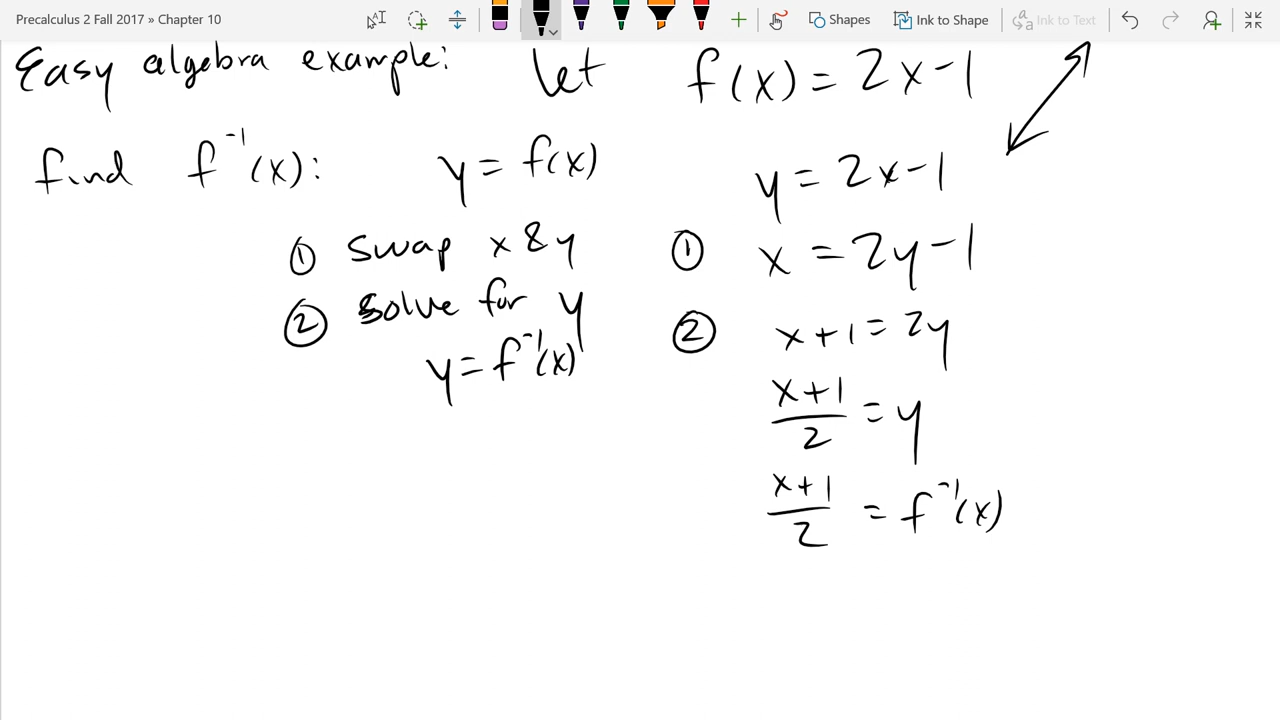 Precalculus 2 Fall 2017 » Chapter 10
Shapes
Ink to Shape
Ink to Text
Easy algebra example: let f(x) = 2x-1
find f⁻¹(x): y = f(x) y = 2x-1
① swap x & y ① x = 2y-1
② solve for y ② x+1 = 2y
y = f⁻¹(x)
(x+1)/2 = y
(x+1)/2 = f⁻¹(x)